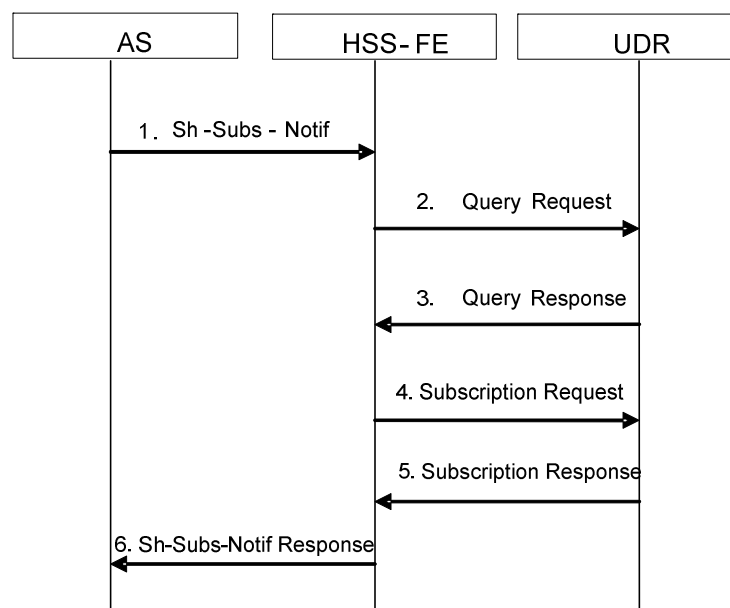 AS
HSS-FE
UDR
1. Sh -Subs - Notif
2. Query Request
3. Query Response
4. Subscription Request
5. Subscription Response
6. Sh-Subs-Notif Response